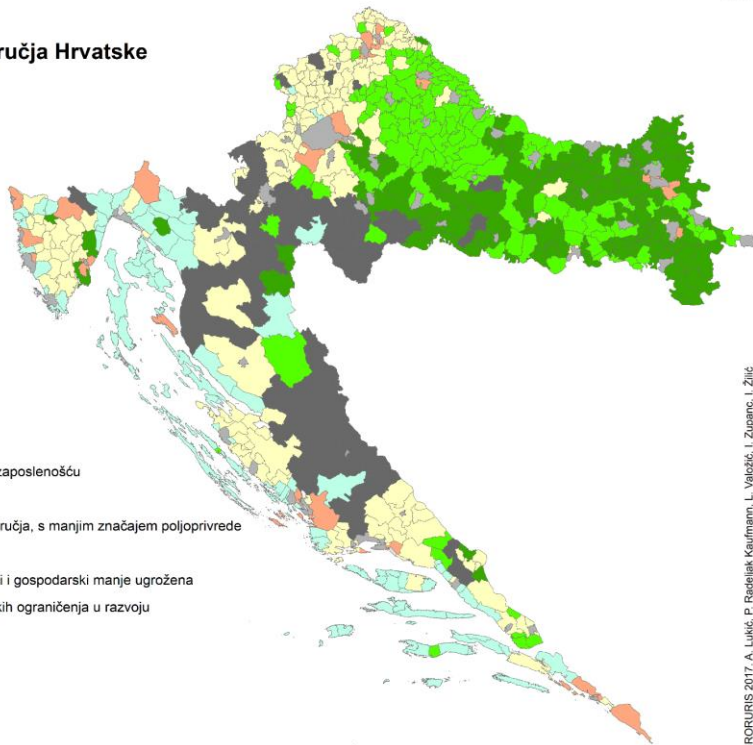 ručja Hrvatske
zaposlenošću
ručja, s manjim značajem poljoprivrede
i i gospodarski manje ugrožena
kih ograničenja u razvoju
RORURIS 2017. A. Lukić, P. Radeljak Kaufmann, L. Valožić, I. Zupanc, I. Žilić